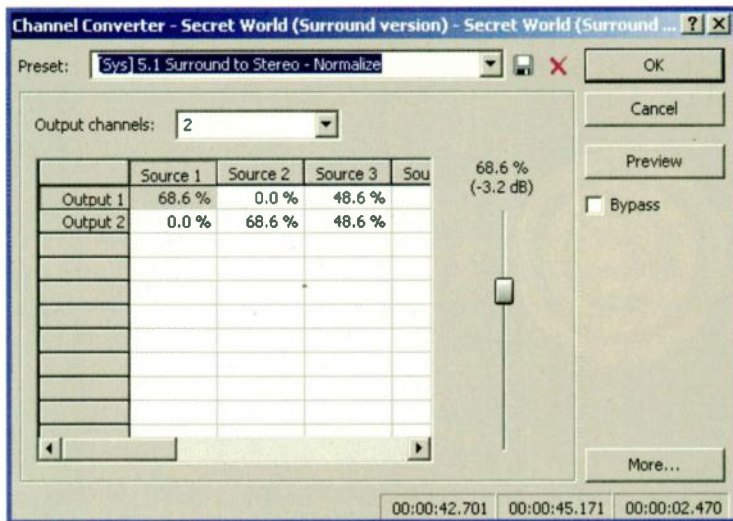 Channel Converter - Secret World (Surround version) - Secret World (Surround ...
Preset: [Sys] 5.1 Surround to Stereo - Normalize
OK
Cancel
Output channels: 2
Preview
68.6 %
(-3.2 dB)
Bypass
Source 1 Source 2 Source 3 Sou
Output 1 68.6 % 0.0 % 48.6 %
Output 2 0.0 % 68.6 % 48.6 %
More...
00:00:42.701 00:00:45.171 00:00:02.470